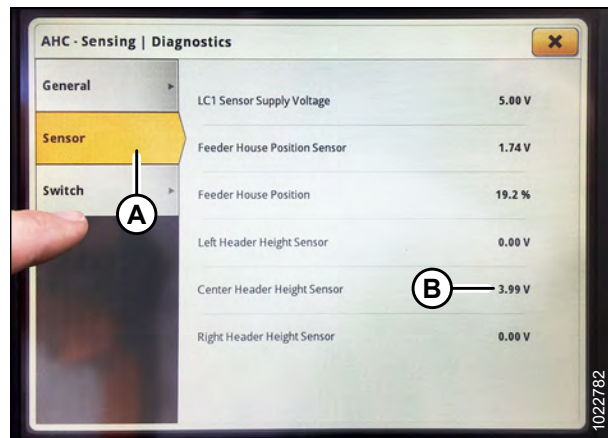 AHC - Sensing | Diagnostics
General
Sensor
Switch
A
LC1 Sensor Supply Voltage 5.00 V
Feeder House Position Sensor 1.74 V
Feeder House Position 19.2 %
Left Header Height Sensor 0.00 V
Center Header Height Sensor B 3.99 V
Right Header Height Sensor 0.00 V
1022782